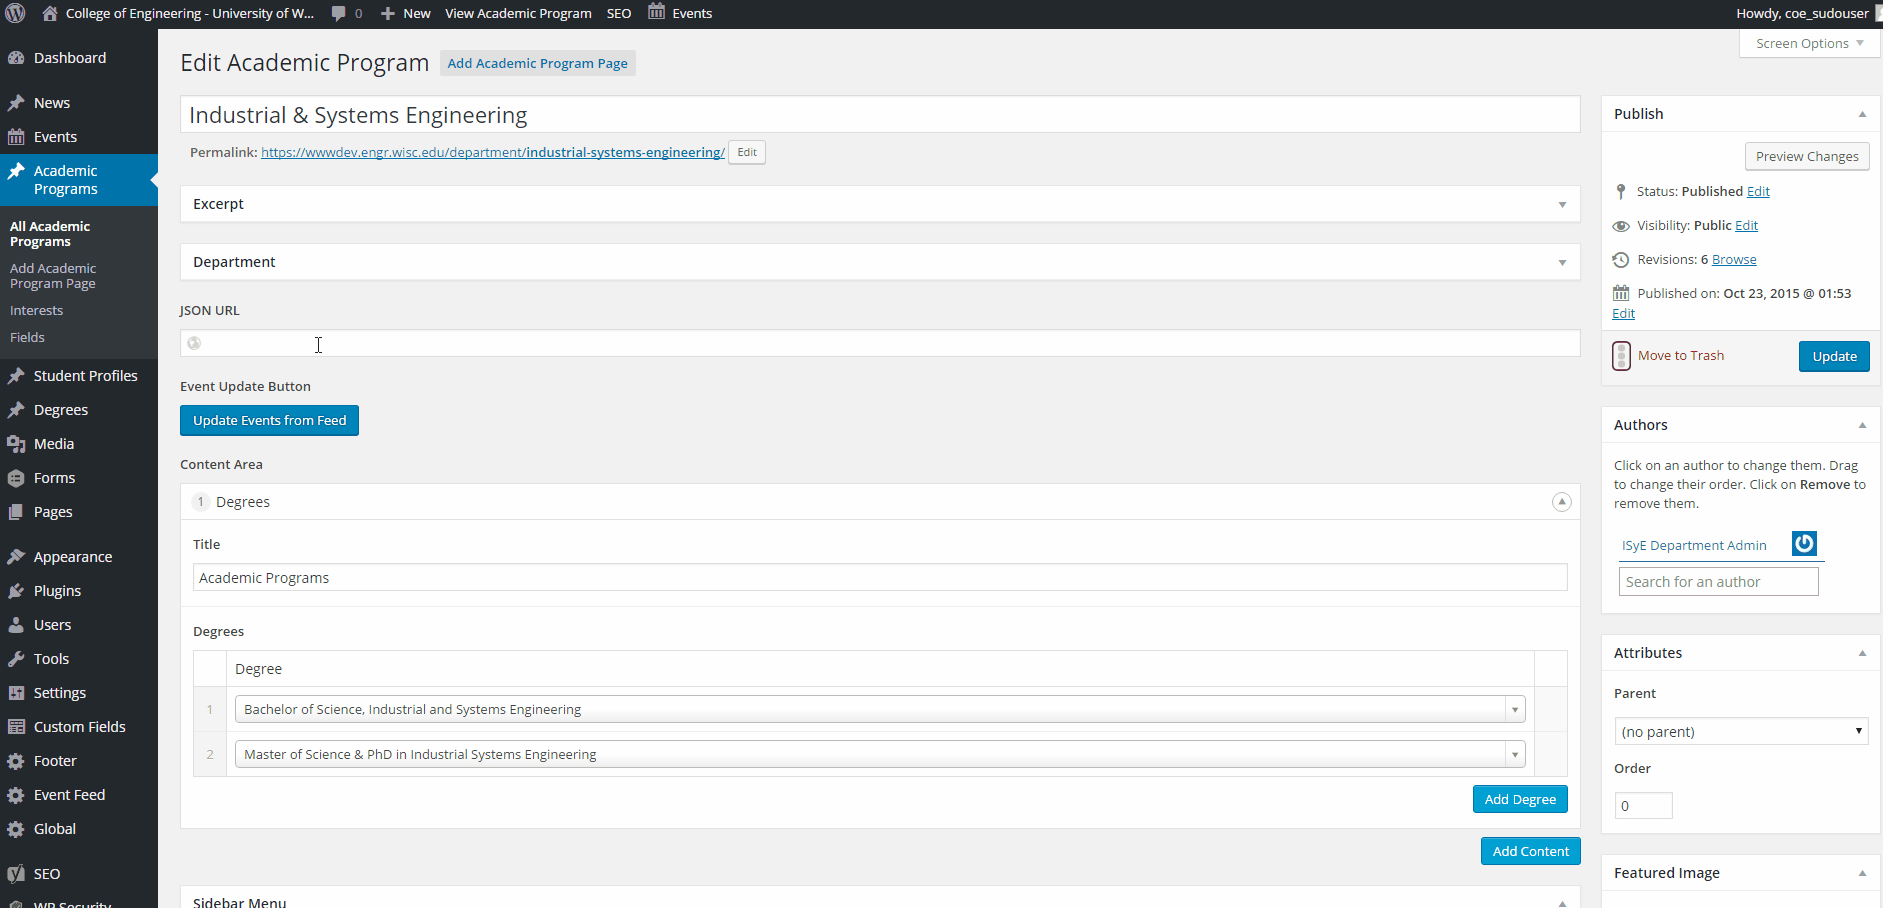 College of Engineering - University of W...
0
New
View Academic Program
SEO
Events
Howdy, coe_sudouser
Dashboard
News
Events
Academic
Programs
All Academic
Programs
Add Academic
Program Page
Interests
Fields
Student Profiles
Degrees
Media
Forms
Pages
Appearance
Plugins
Users
Tools
Settings
Custom Fields
Footer
Event Feed
Global
SEO
WP Security
Screen Options
Edit Academic Program
Add Academic Program Page
Industrial & Systems Engineering
Permalink: https://wwwdev.engr.wisc.edu/department/industrial-systems-engineering/ Edit
Excerpt
Department
JSON URL
Event Update Button
Update Events from Feed
Content Area
1 Degrees
Title
Academic Programs
Degrees
Degree
1 Bachelor of Science, Industrial and Systems Engineering
2 Master of Science & PhD in Industrial Systems Engineering
Add Degree
Add Content
Sidebar Menu
Publish
Preview Changes
Status: Published Edit
Visibility: Public Edit
Revisions: 6 Browse
Published on: Oct 23, 2015 @ 01:53
Edit
Move to Trash
Update
Authors
Click on an author to change them. Drag
to change their order. Click on Remove to
remove them.
ISyE Department Admin
Search for an author
Attributes
Parent
(no parent)
Order
0
Featured Image